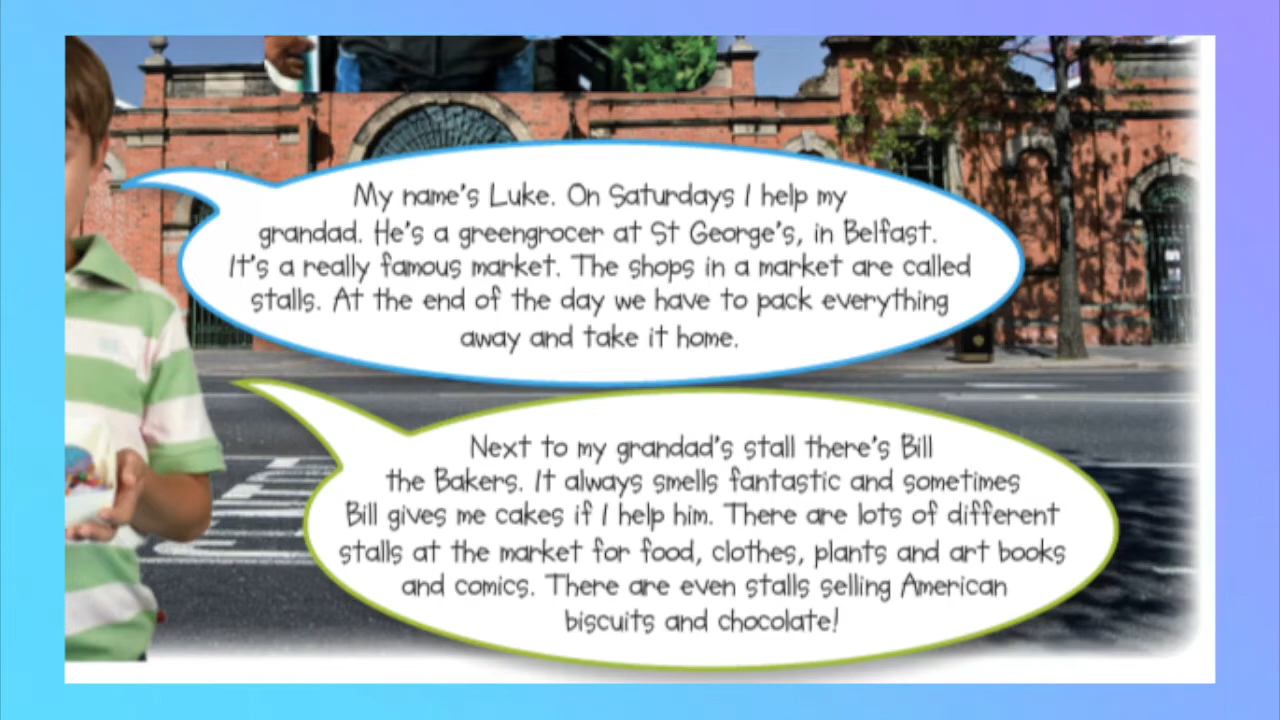 My name's Luke. On Saturdays I help my
grandad. He's a greengrocer at St George's, in Belfast.
It's a really famous market. The shops in a market are called
stalls. At the end of the day we have to pack everything
away and take it home.
Next to my grandad's stall there's Bill
the Bakers. It always smells fantastic and sometimes
Bill gives me cakes if I help him. There are lots of different
stalls at the market for food, clothes, plants and art books
and comics. There are even stalls selling American
biscuits and chocolate!